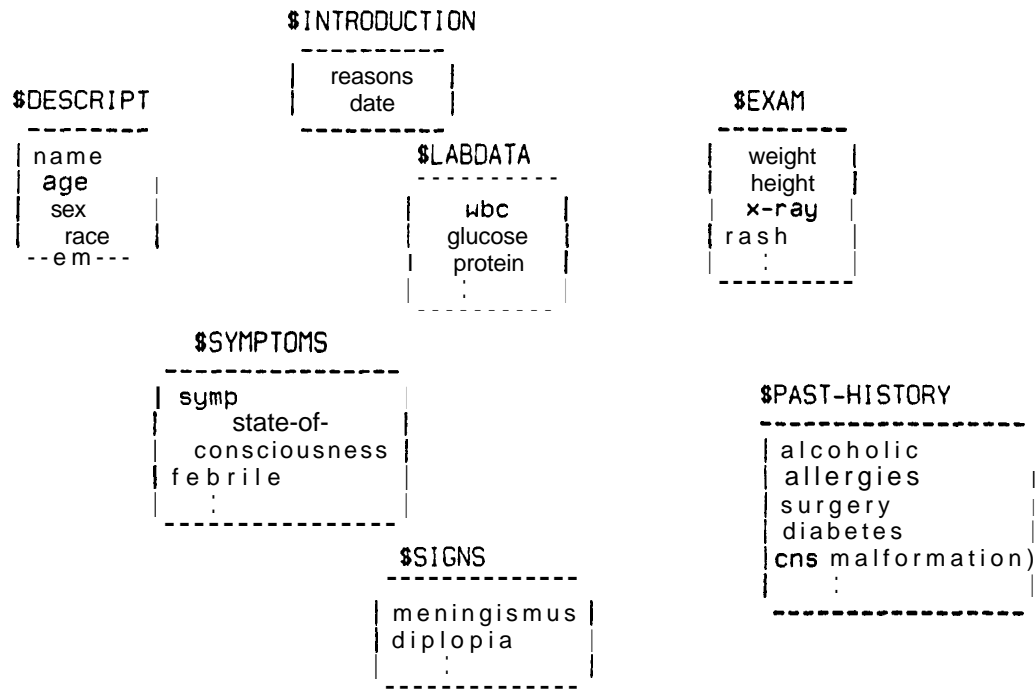 $INTRODUCTION
reasons
date
$DESCRIPT
name
age
sex
race
--em---
$LABDATA
wbc
glucose
protein
:
$EXAM
weight
height
x-ray
rash
:
$SYMPTOMS
symp
state-of-
consciousness
febrile
:
$PAST-HISTORY
alcoholic
allergies
surgery
diabetes
cns malformation)
:
$SIGNS
meningismus
diplopia
: